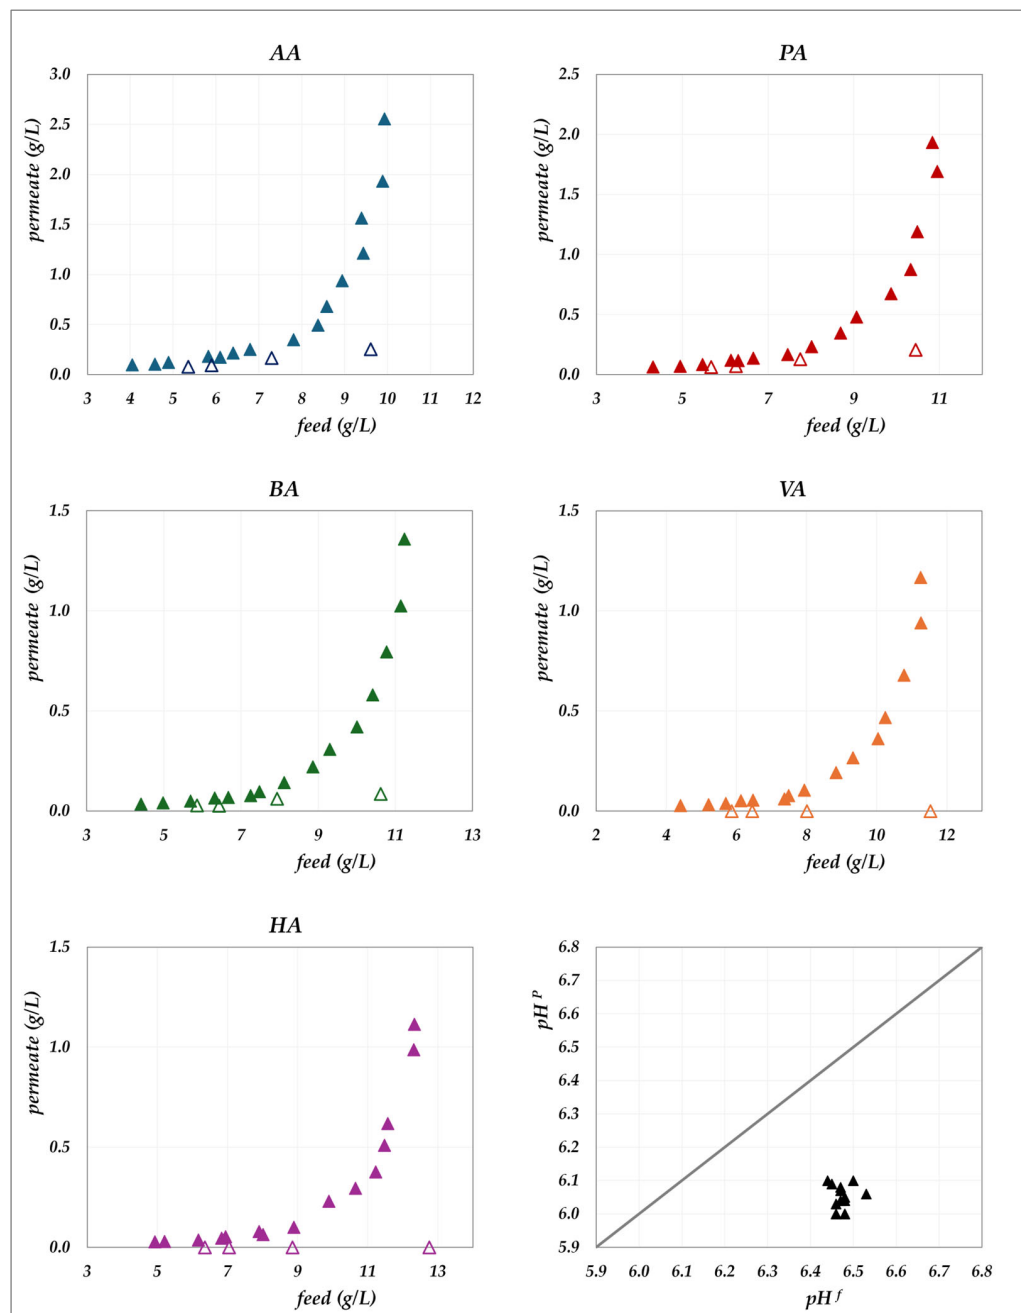 AA
permeate (g/L)
3.0
2.5
2.0
1.5
1.0
0.5
0.0
3 4 5 6 7 8 9 10 11 12
feed (g/L)
PA
permeate (g/L)
2.5
2.0
1.5
1.0
0.5
0.0
3 5 7 9 11
feed (g/L)
BA
permeate (g/L)
1.5
1.0
0.5
0.0
3 5 7 9 11 13
feed (g/L)
VA
peremate (g/L)
1.5
1.0
0.5
0.0
2 4 6 8 10 12
feed (g/L)
HA
permeate (g/L)
1.5
1.0
0.5
0.0
3 5 7 9 11 13
feed (g/L)
pH P
6.8
6.7
6.6
6.5
6.4
6.3
6.2
6.1
6.0
5.9
5.9 6.0 6.1 6.2 6.3 6.4 6.5 6.6 6.7 6.8
pH f